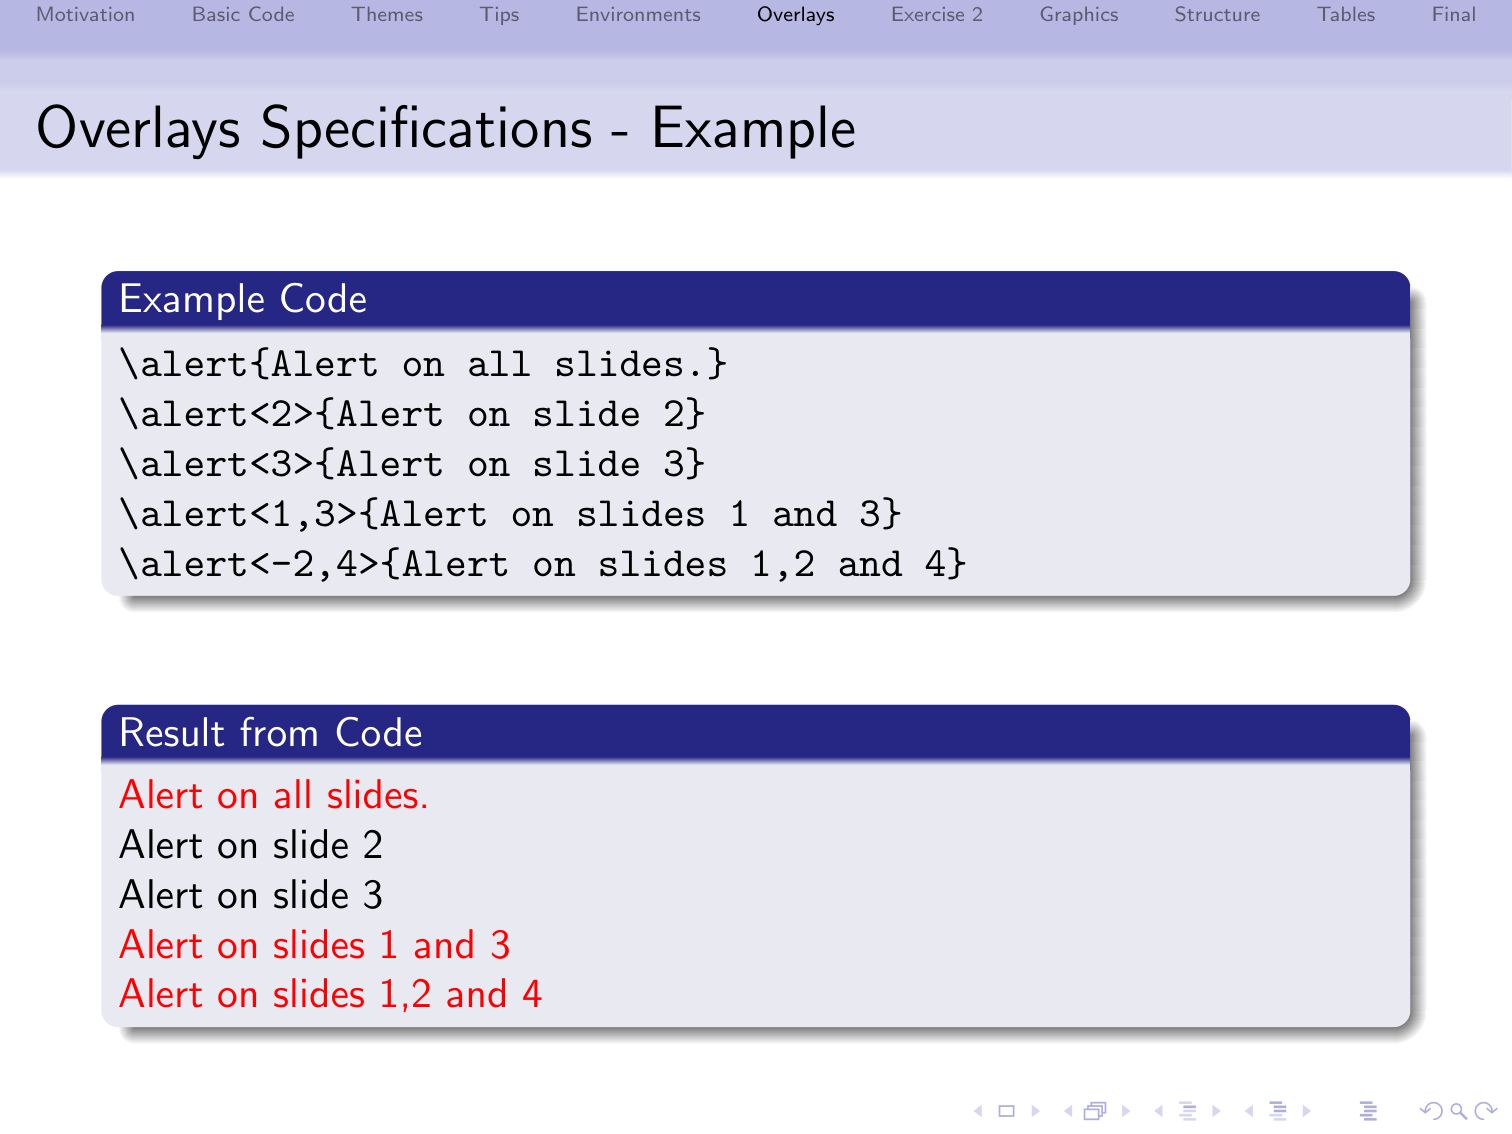 Motivation Basic Code Themes Tips Environments Overlays Exercise 2 Graphics Structure Tables Final
Overlays Specifications - Example
Example Code
\alert{Alert on all slides.}
\alert<2>{Alert on slide 2}
\alert<3>{Alert on slide 3}
\alert<1,3>{Alert on slides 1 and 3}
\alert<-2,4>{Alert on slides 1,2 and 4}
Result from Code
Alert on all slides.
Alert on slide 2
Alert on slide 3
Alert on slides 1 and 3
Alert on slides 1,2 and 4